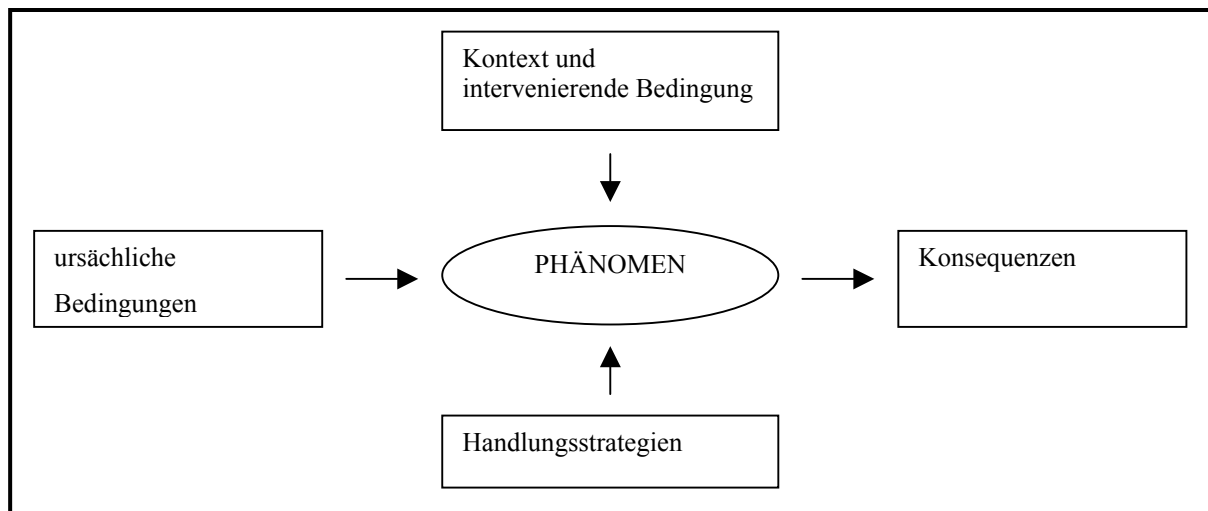 Kontext und
intervenierende Bedingung
ursächliche
Bedingungen
PHÄNOMEN
Konsequenzen
Handlungsstrategien